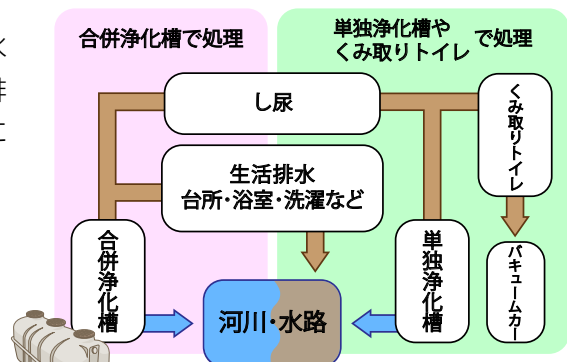 合併浄化槽で処理
単独浄化槽や
くみ取りトイレ
で処理
し尿
くみ取りトイレ
生活排水
台所・浴室・洗濯など
合併浄化槽
単独浄化槽
バキュームカー
河川・水路